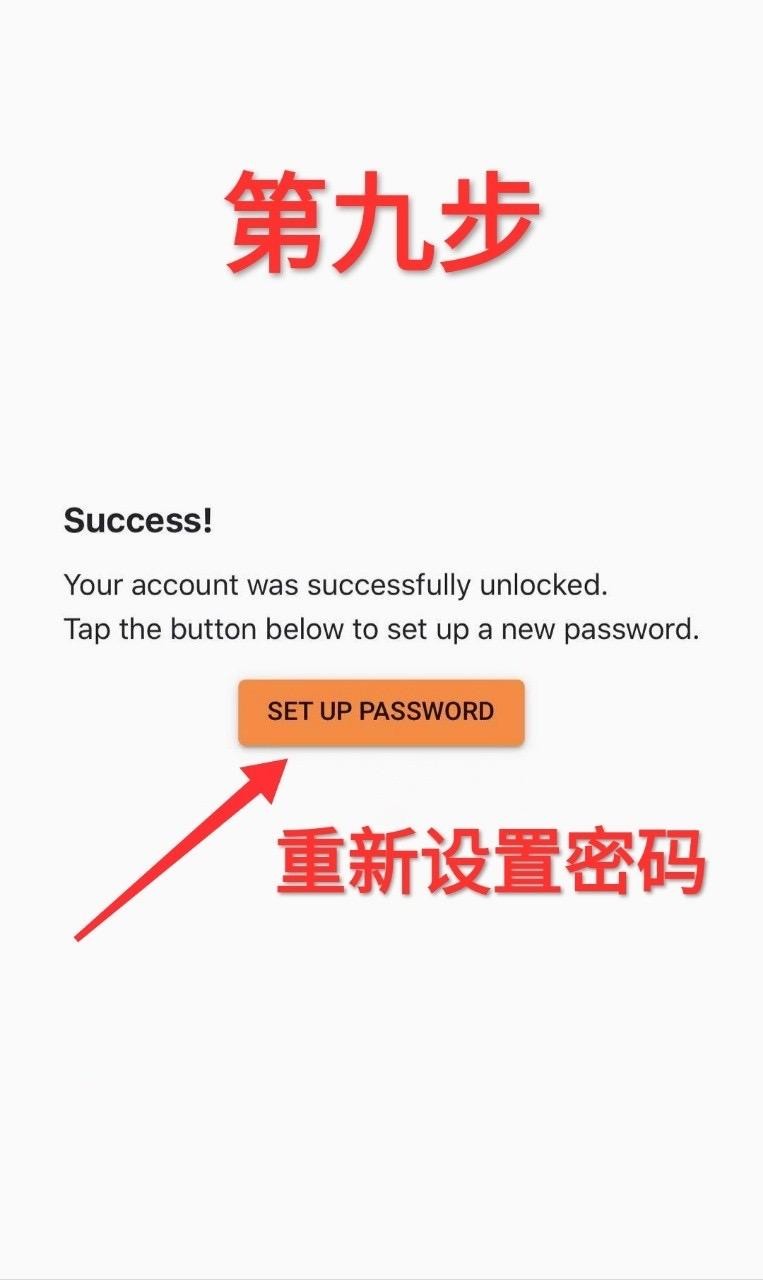 第九步
Success!
Your account was successfully unlocked.
Tap the button below to set up a new password.
SET UP PASSWORD
重新设置密码